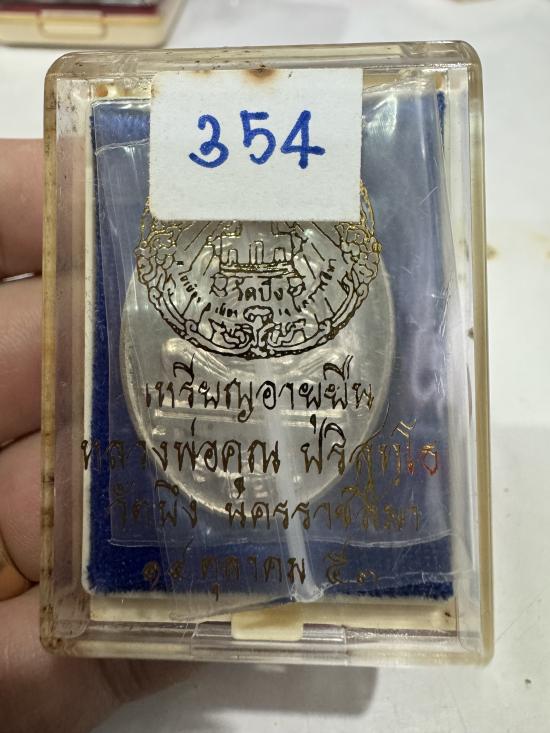 354
วัดบึง
เหรียญอายุยืน
หลวงพ่อคูณ ปริสุทฺโธ
วัดบึง นครราชสีมา
๑๔ ตุลาคม ๕๓